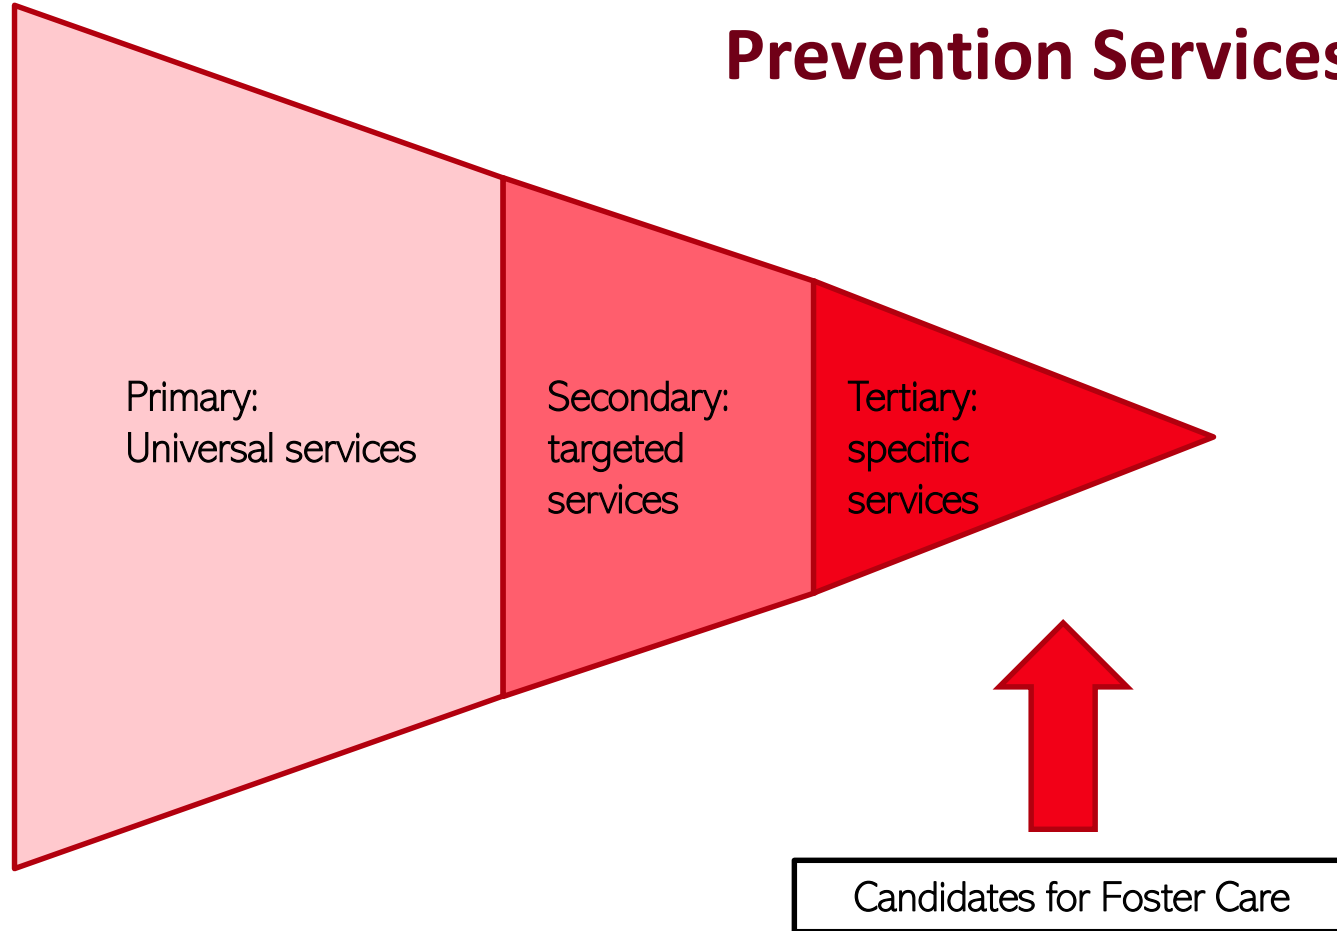 Prevention Services
Primary:
Universal services
Secondary:
targeted
services
Tertiary:
specific
services
Candidates for Foster Care